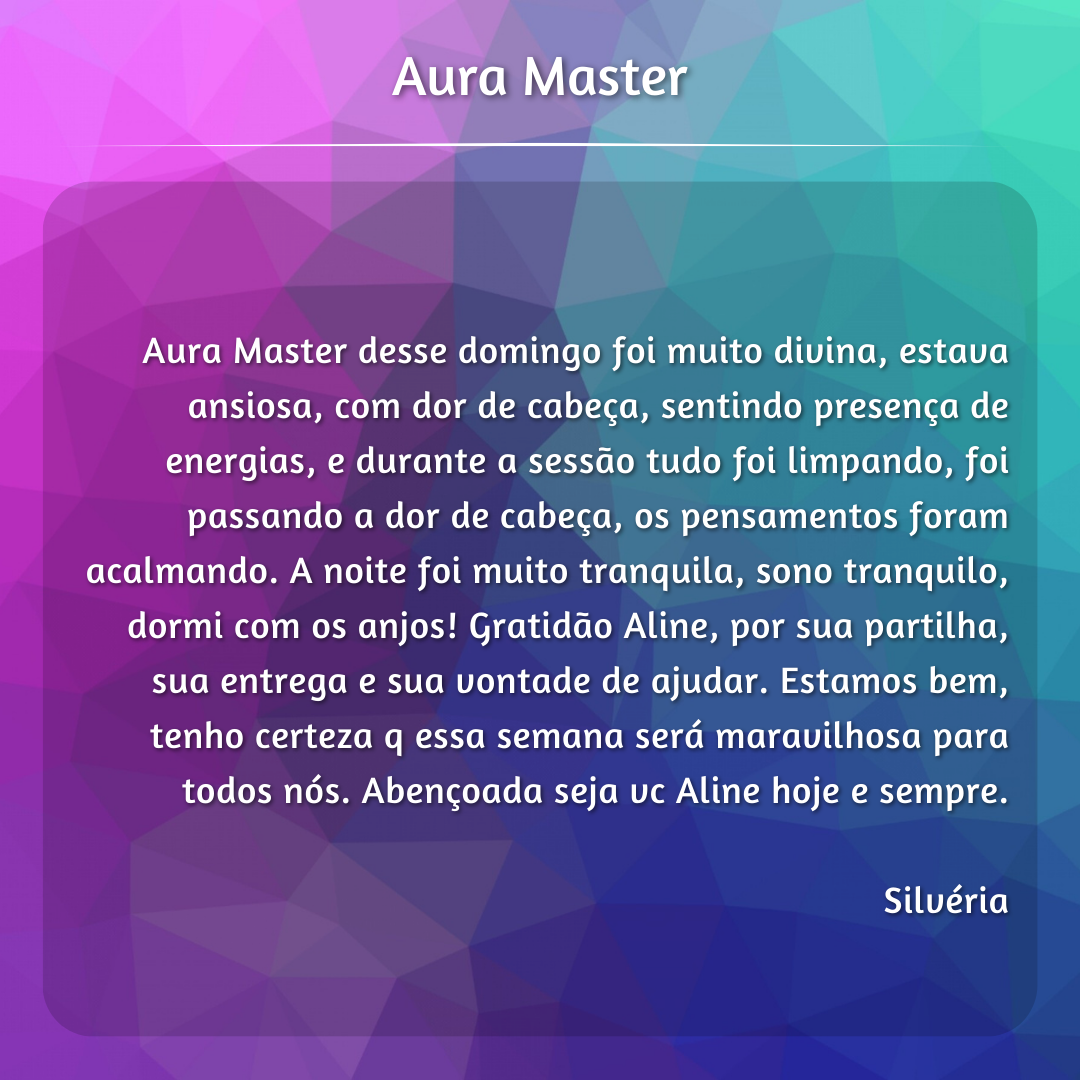 Aura Master
Aura Master desse domingo foi muito divina, estava
ansiosa, com dor de cabeça, sentindo presença de
energias, e durante a sessão tudo foi limpando, foi
passando a dor de cabeça, os pensamentos foram
acalmando. A noite foi muito tranquila, sono tranquilo,
dormi com os anjos! Gratidão Aline, por sua partilha,
sua entrega e sua vontade de ajudar. Estamos bem,
tenho certeza q essa semana será maravilhosa para
todos nós. Abençoada seja vc Aline hoje e sempre.
Silvéria